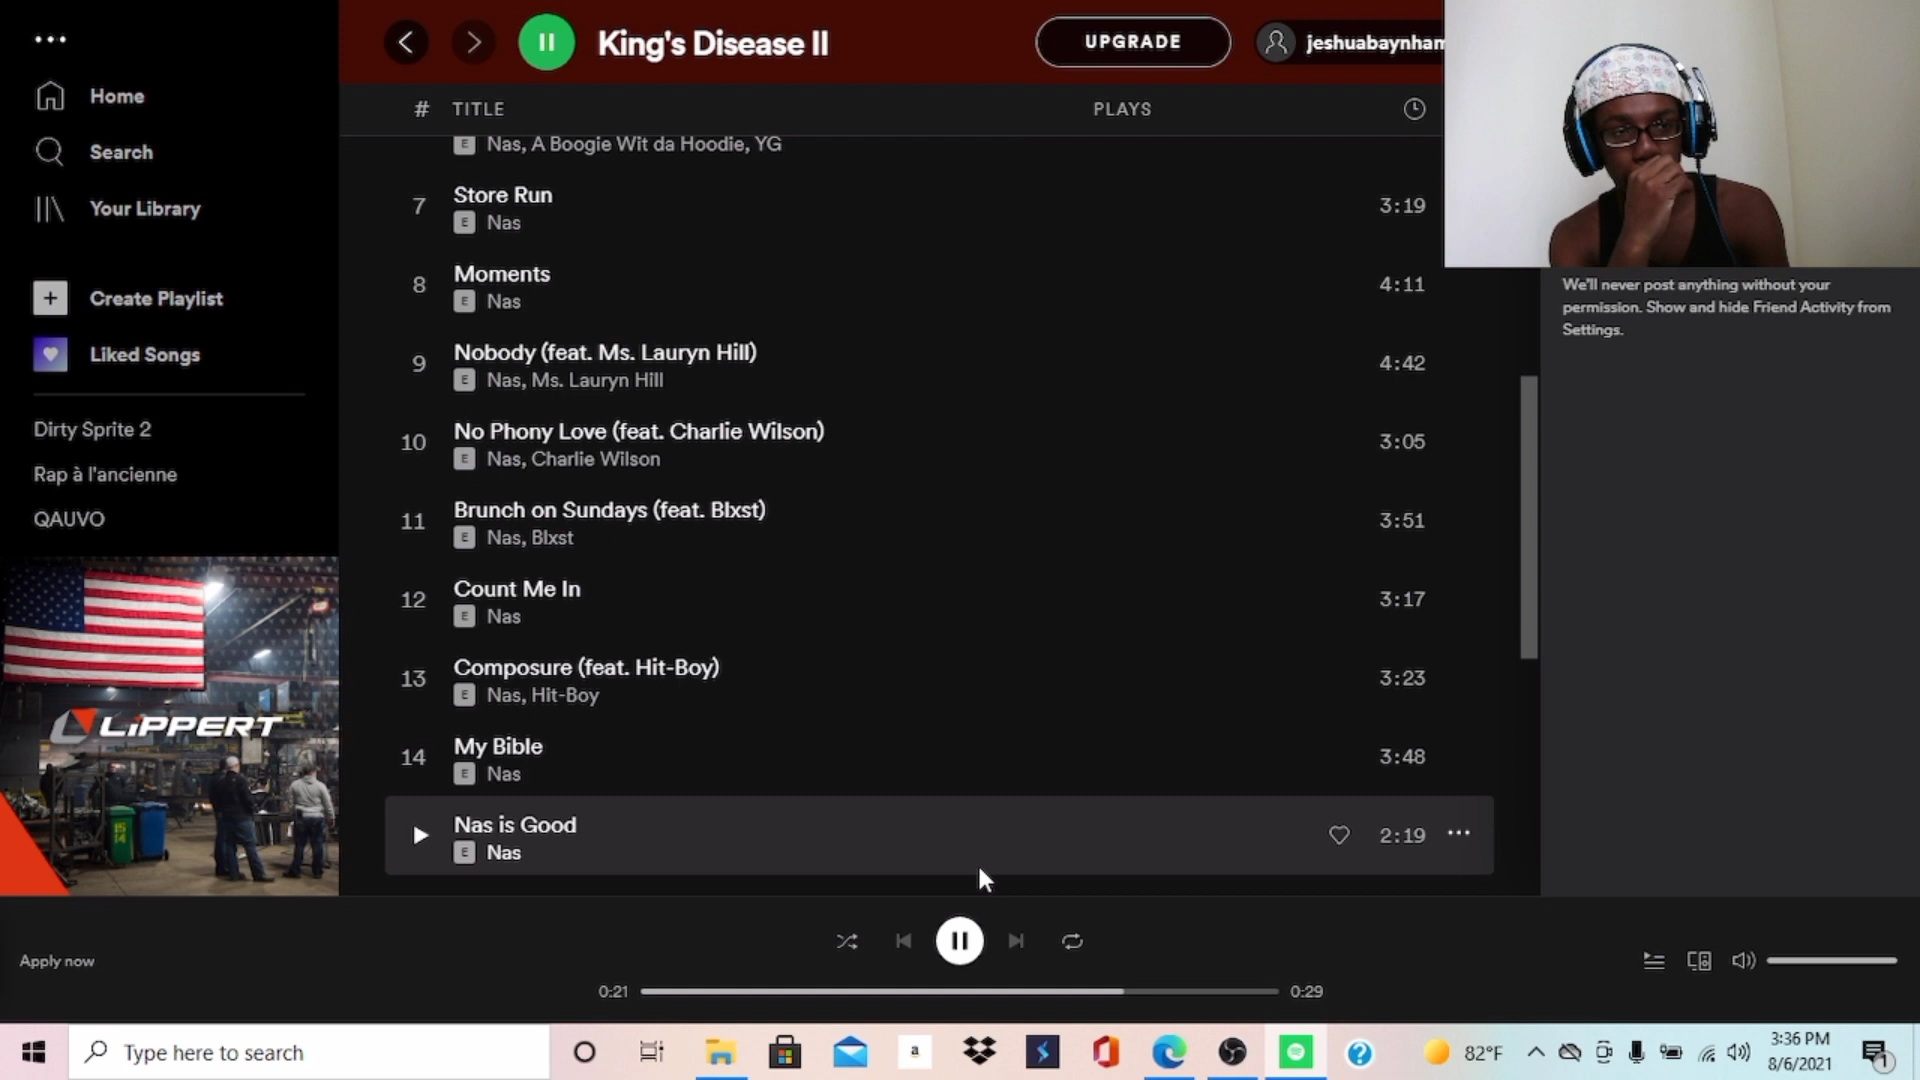 King's Disease II
UPGRADE
jeshuabaynham
Home
Search
Your Library
Create Playlist
Liked Songs
Dirty Sprite 2
Rap à l'ancienne
QAUVO
LIPPERT
# TITLE PLAYS
E Nas, A Boogie Wit da Hoodie, YG
7 Store Run 3:19
E Nas
8 Moments 4:11
E Nas
9 Nobody (feat. Ms. Lauryn Hill) 4:42
E Nas, Ms. Lauryn Hill
10 No Phony Love (feat. Charlie Wilson) 3:05
E Nas, Charlie Wilson
11 Brunch on Sundays (feat. Blxst) 3:51
E Nas, Blxst
12 Count Me In 3:17
E Nas
13 Composure (feat. Hit-Boy) 3:23
E Nas, Hit-Boy
14 My Bible 3:48
E Nas
Nas is Good 2:19
E Nas
We'll never post anything without your
permission. Show and hide Friend Activity from
Settings.
Apply now
0:21 0:29
Type here to search
a
82°F
3:36 PM
8/6/2021
1